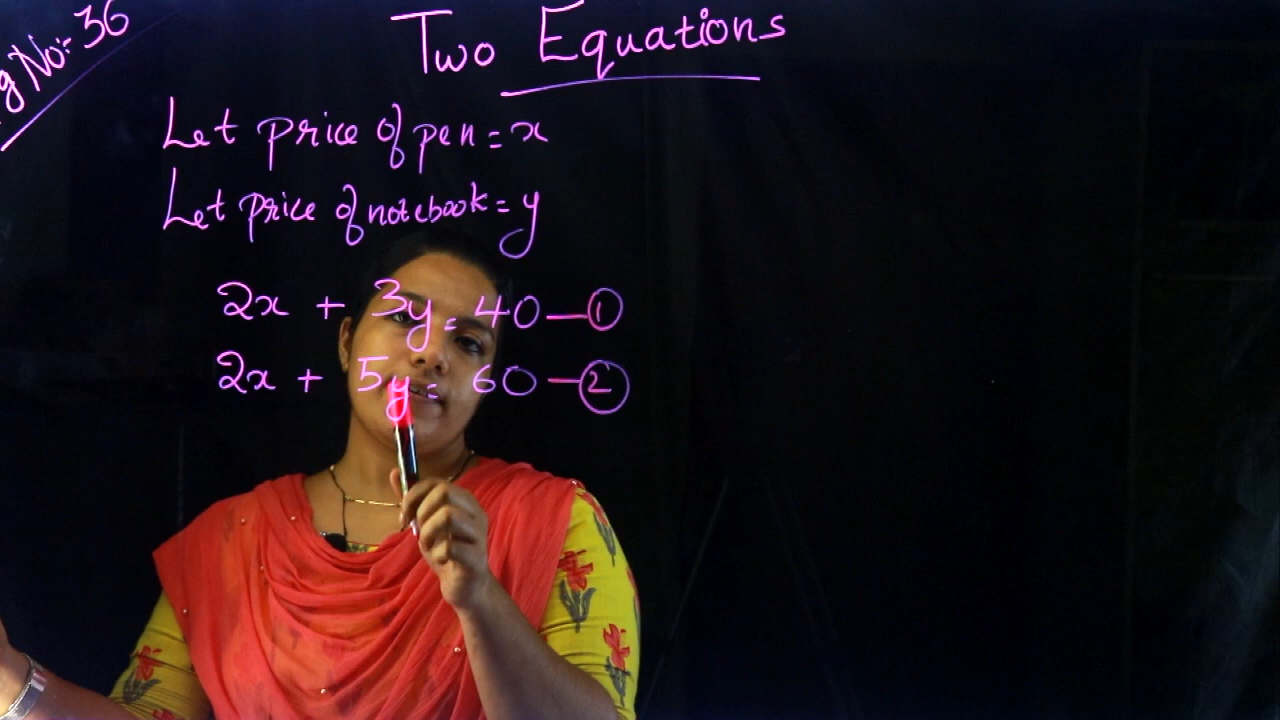 No:- 36
Two Equations
Let price of pen = x
Let price of notebook = y
2x + 3y = 40 — 1
2x + 5y = 60 — 2